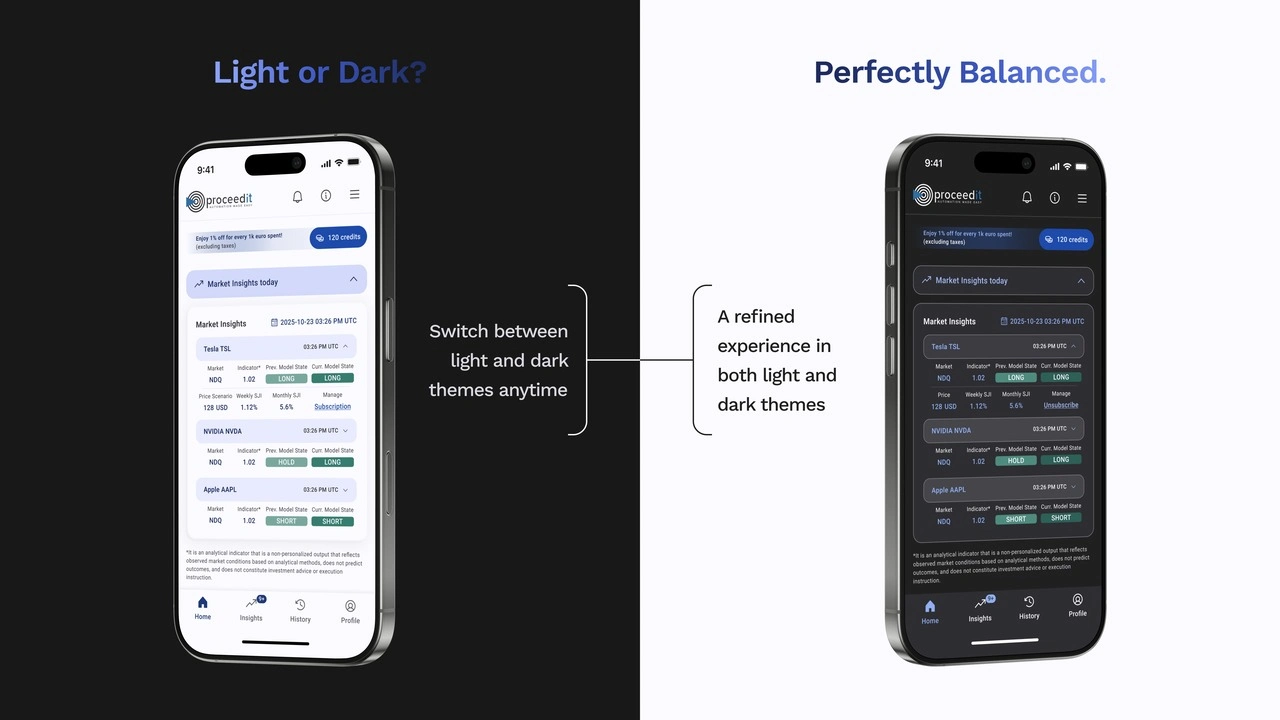 Light or Dark?
Perfectly Balanced.
9:41
proceedit
AUTOMATION MADE EASY
Enjoy 1% off for every 1k euro spent!
(excluding taxes)
120 credits
Market Insights today
Market Insights 2025-10-23 03:26 PM UTC
Tesla TSL 03:26 PM UTC
Market Indicator* Prev. Model State Curr. Model State
NDQ 1.02 LONG LONG
Price Scenario Weekly SJI Monthly SJI Manage
128 USD 1.12% 5.6% Subscription
NVIDIA NVDA 03:26 PM UTC
Market Indicator* Prev. Model State Curr. Model State
NDQ 1.02 HOLD LONG
Apple AAPL 03:26 PM UTC
Market Indicator* Prev. Model State Curr. Model State
NDQ 1.02 SHORT SHORT
*It is an analytical indicator that is a non-personalized output that reflects
observed market conditions based on analytical methods, does not predict
outcomes, and does not constitute investment advice or execution
instruction.
9+
Home Insights History Profile
Switch between
light and dark
themes anytime
A refined
experience in
both light and
dark themes
9:41
proceedit
AUTOMATION MADE EASY
Enjoy 1% off for every 1k euro spent!
(excluding taxes)
120 credits
Market Insights today
Market Insights 2025-10-23 03:26 PM UTC
Tesla TSL 03:26 PM UTC
Market Indicator* Prev. Model State Curr. Model State
NDQ 1.02 LONG LONG
Price Weekly SJI Monthly SJI Manage
128 USD 1.12% 5.6% Unsubscribe
NVIDIA NVDA 03:26 PM UTC
Market Indicator* Prev. Model State Curr. Model State
NDQ 1.02 HOLD LONG
Apple AAPL 03:26 PM UTC
Market Indicator* Prev. Model State Curr. Model State
NDQ 1.02 SHORT SHORT
*It is an analytical indicator that is a non-personalized output that reflects
observed market conditions based on analytical methods, does not predict
outcomes, and does not constitute investment advice or execution
instruction.
9+
Home Insights History Profile